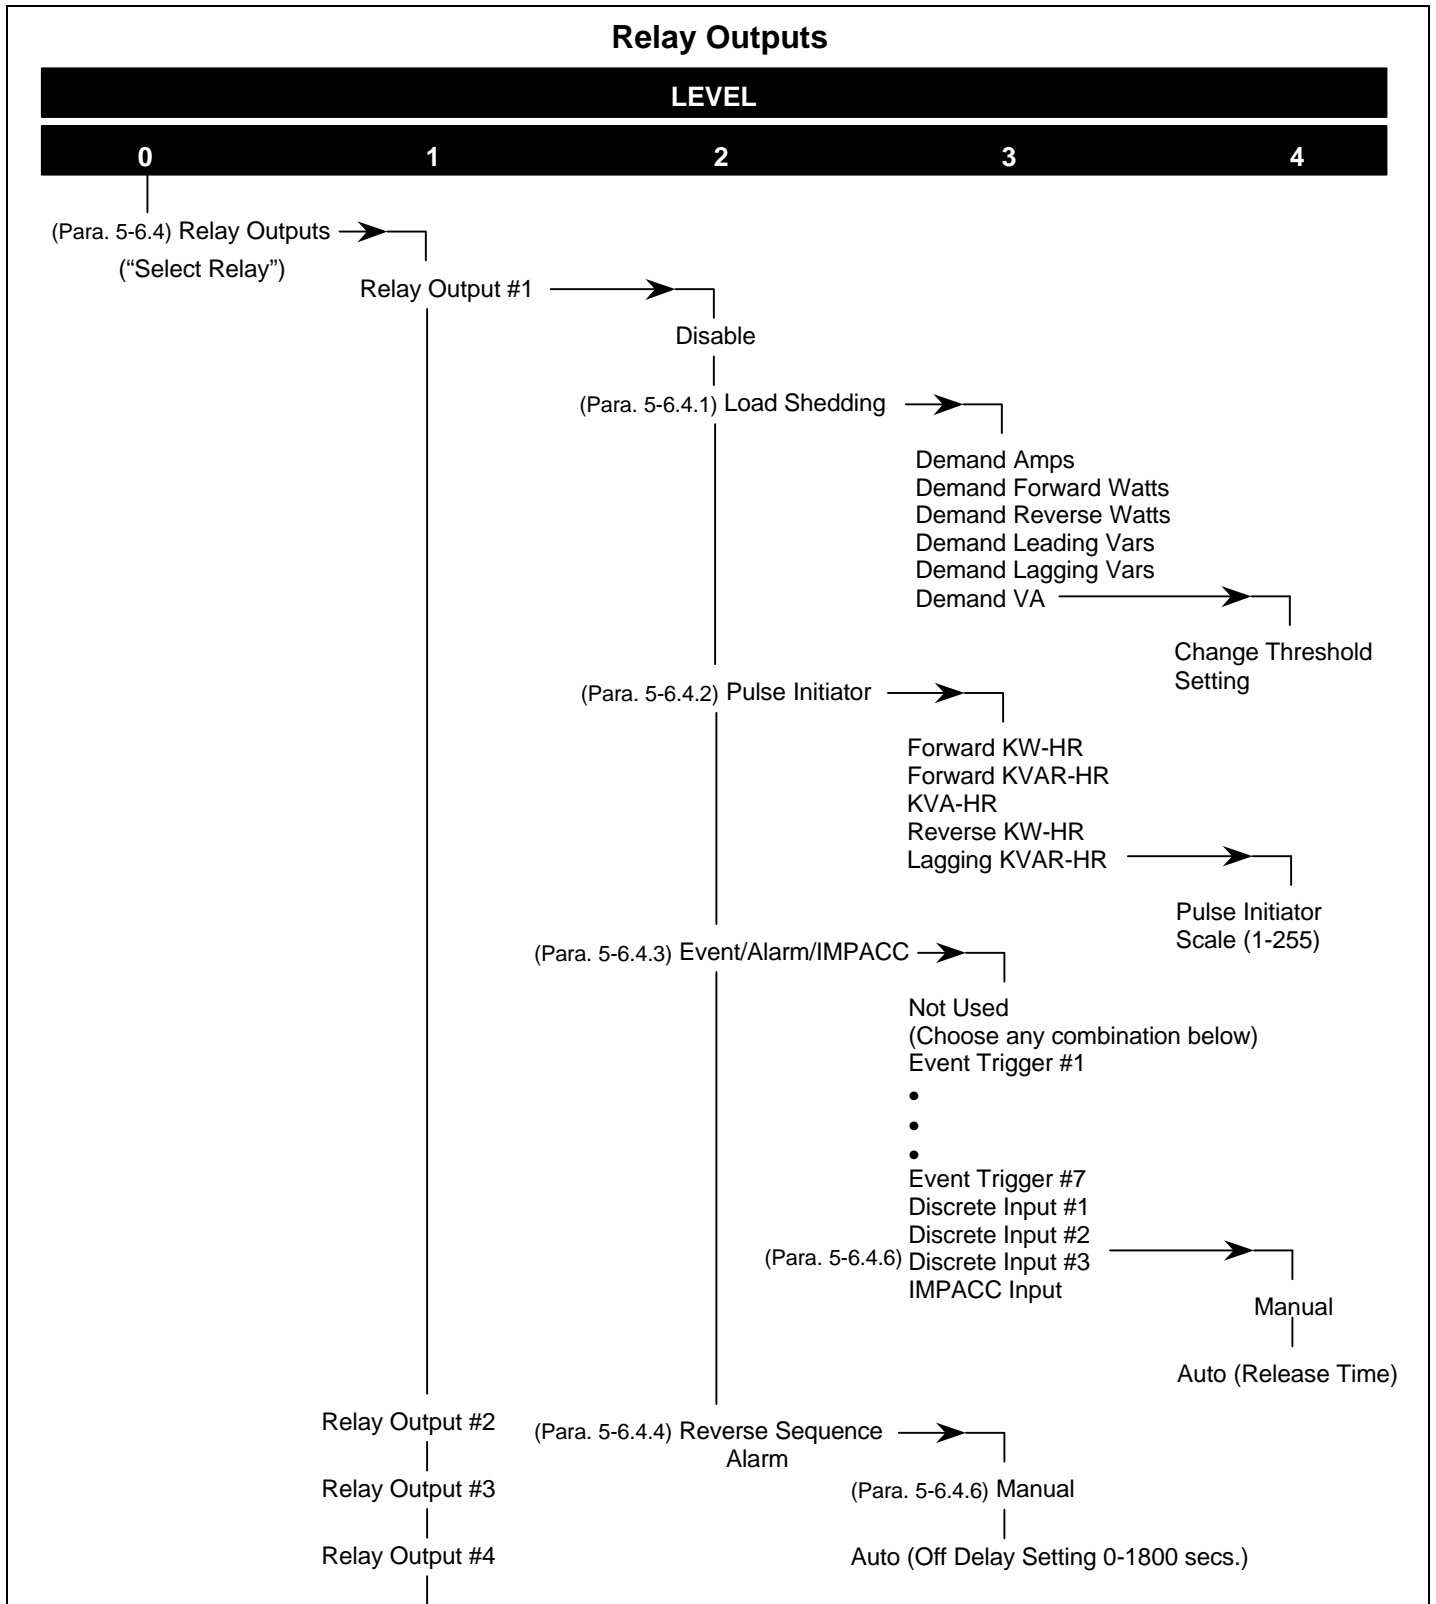 Relay Outputs
LEVEL
0 1 2 3 4
(Para. 5-6.4) Relay Outputs
(“Select Relay”)
Relay Output #1
Disable
(Para. 5-6.4.1) Load Shedding
Demand Amps
Demand Forward Watts
Demand Reverse Watts
Demand Leading Vars
Demand Lagging Vars
Demand VA
Change Threshold
Setting
(Para. 5-6.4.2) Pulse Initiator
Forward KW-HR
Forward KVAR-HR
KVA-HR
Reverse KW-HR
Lagging KVAR-HR
Pulse Initiator
Scale (1-255)
(Para. 5-6.4.3) Event/Alarm/IMPACC
Not Used
(Choose any combination below)
Event Trigger #1
•
•
•
Event Trigger #7
Discrete Input #1
Discrete Input #2
(Para. 5-6.4.6) Discrete Input #3
IMPACC Input
Manual
Auto (Release Time)
Relay Output #2
(Para. 5-6.4.4) Reverse Sequence
Alarm
Relay Output #3
(Para. 5-6.4.6) Manual
Relay Output #4
Auto (Off Delay Setting 0-1800 secs.)